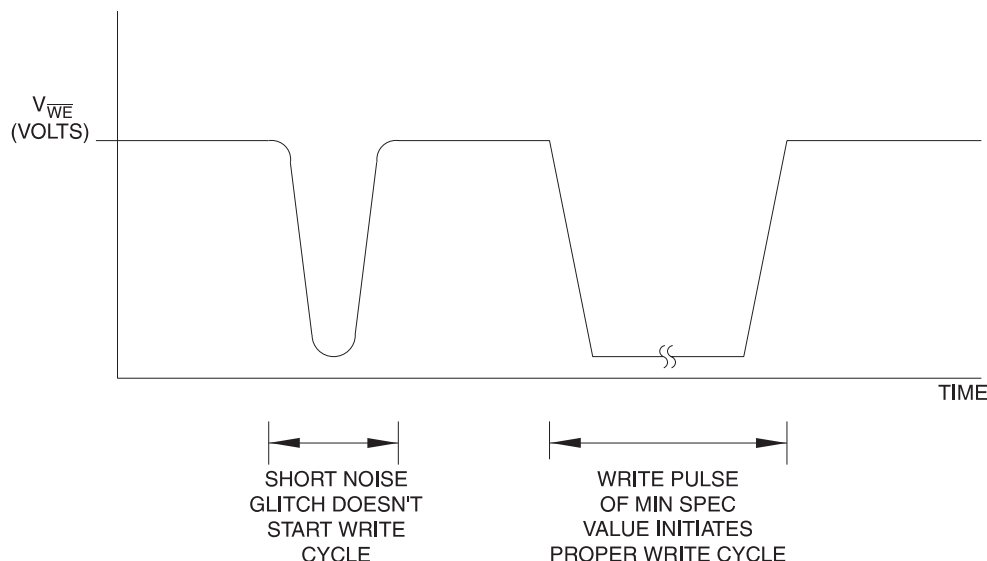 V_WE̅
(VOLTS)
TIME
SHORT NOISE
GLITCH DOESN'T
START WRITE
CYCLE
WRITE PULSE
OF MIN SPEC
VALUE INITIATES
PROPER WRITE CYCLE